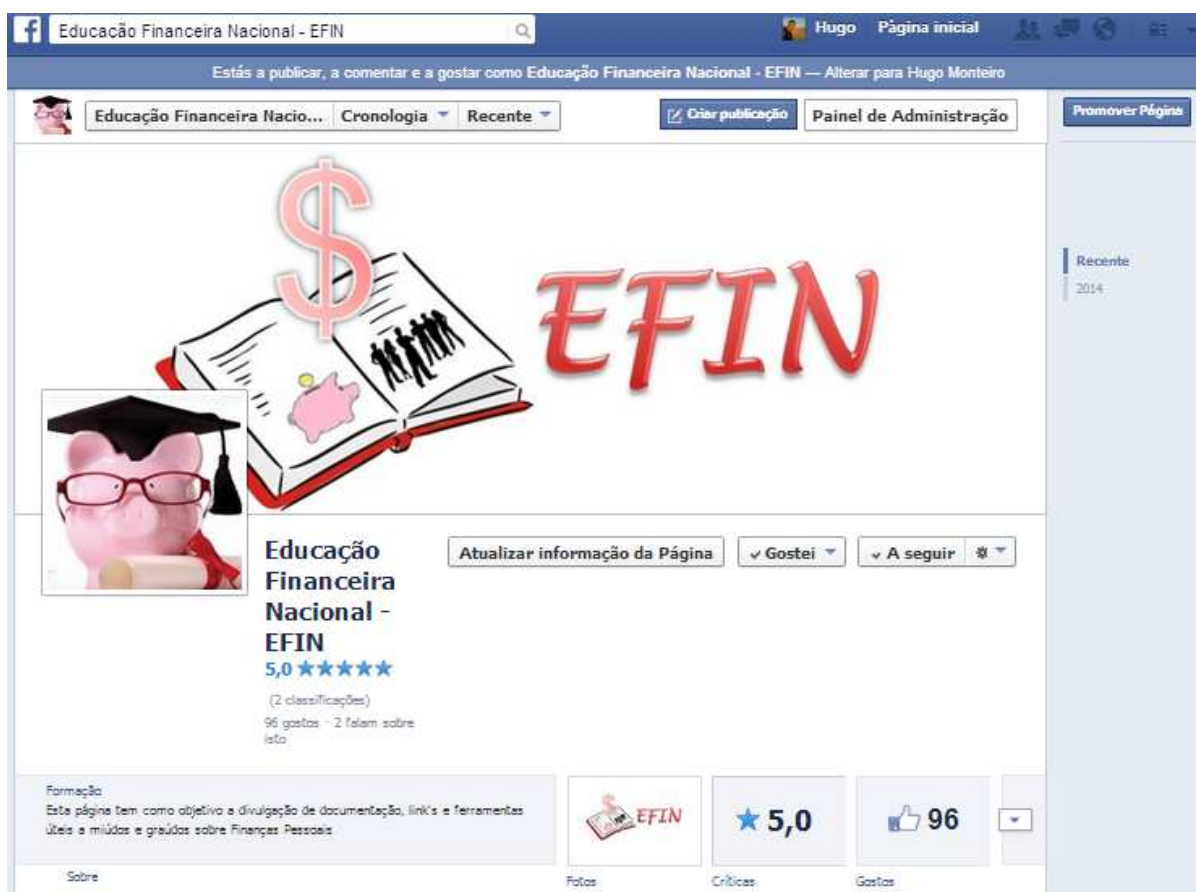 Educação Financeira Nacional - EFIN
Hugo Página inicial
Estás a publicar, a comentar e a gostar como Educação Financeira Nacional - EFIN — Alterar para Hugo Monteiro
Educação Financeira Nacio... Cronologia Recente Criar publicação Painel de Administração Promover Página
$
EFIN
Recente
2014
Educação
Financeira
Nacional -
EFIN
Atualizar informação da Página Gostei A seguir
5,0
(2 classificações)
96 gostos · 2 falam sobre
isto
Formação
Esta página tem como objetivo a divulgação de documentação, link's e ferramentas
úteis a miúdos e graúdos sobre Finanças Pessoais
EFIN
5,0
96
Sobre
Fotos
Críticas
Gostos